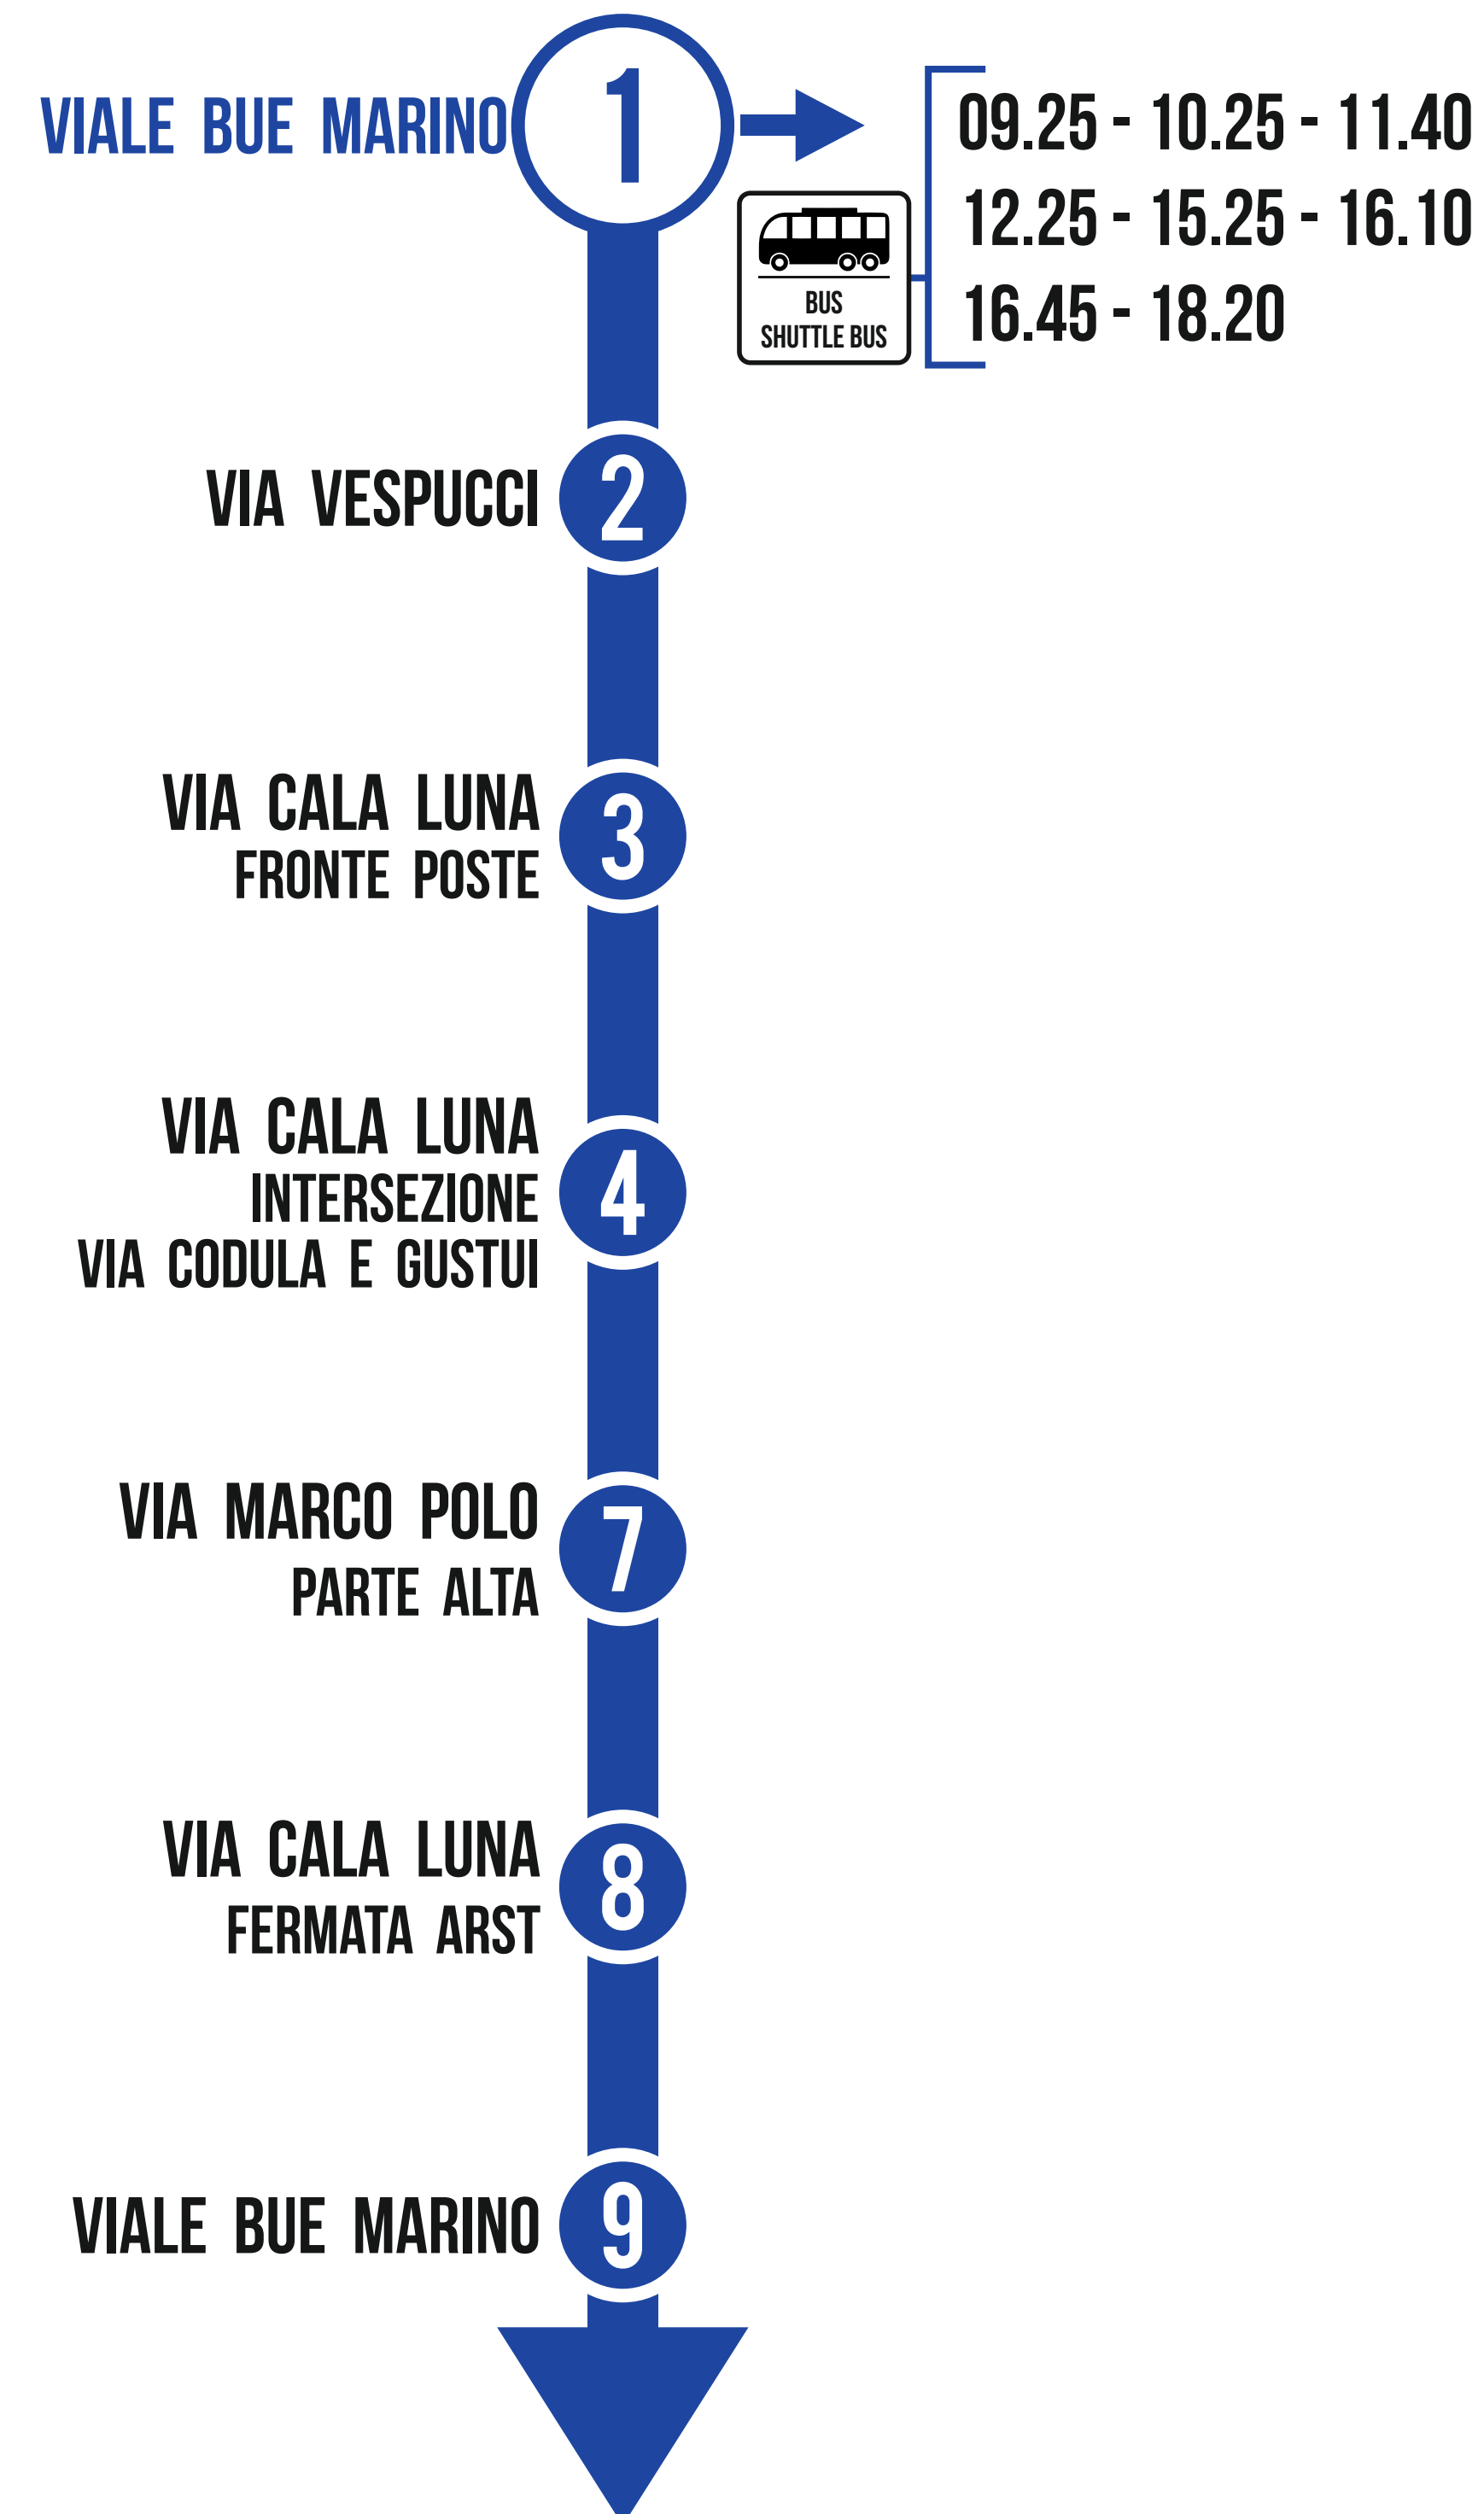 VIALE BUE MARINO
1
09.25 - 10.25 - 11.40
12.25 - 15.25 - 16.10
16.45 - 18.20
BUS
SHUTTLE BUS
VIA VESPUCCI
2
VIA CALA LUNA
FRONTE POSTE
3
VIA CALA LUNA
INTERSEZIONE
VIA CODULA E GUSTUI
4
VIA MARCO POLO
PARTE ALTA
7
VIA CALA LUNA
FERMATA ARST
8
VIALE BUE MARINO
9